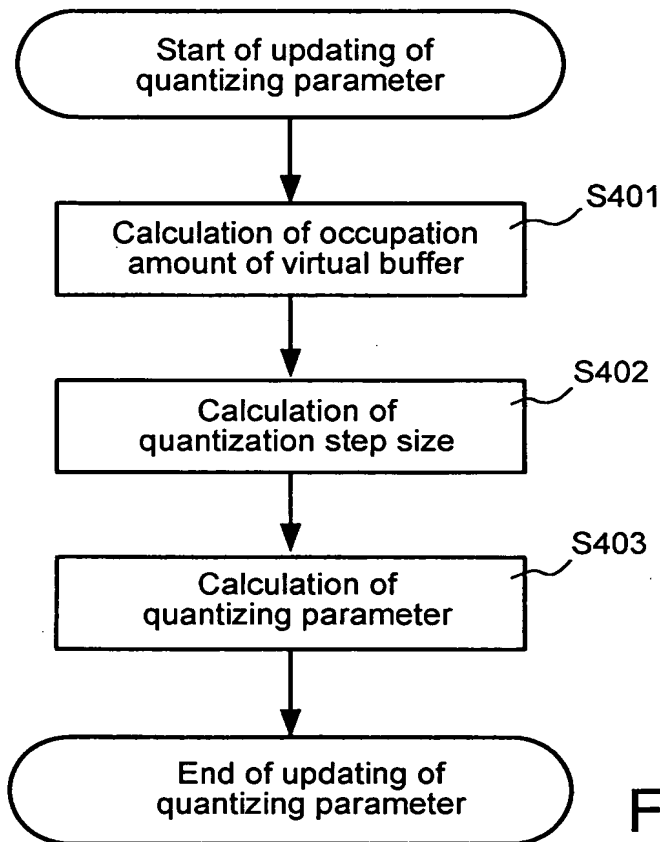 Start of updating of
quantizing parameter
S401
Calculation of occupation
amount of virtual buffer
S402
Calculation of
quantization step size
S403
Calculation of
quantizing parameter
End of updating of
quantizing parameter
F